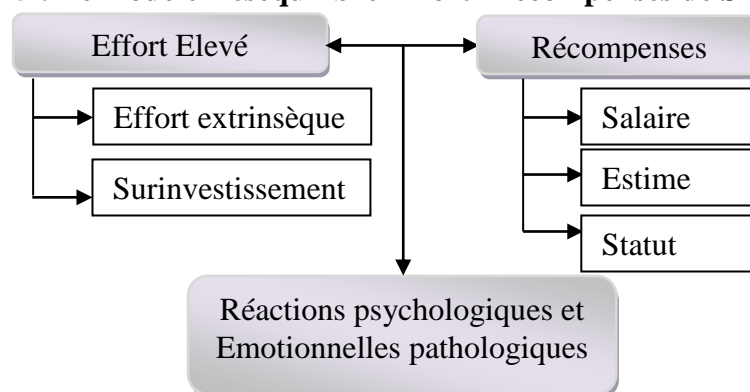 Effort Elevé
Récompenses
Effort extrinsèque
Surinvestissement
Salaire
Estime
Statut
Réactions psychologiques et
Emotionnelles pathologiques